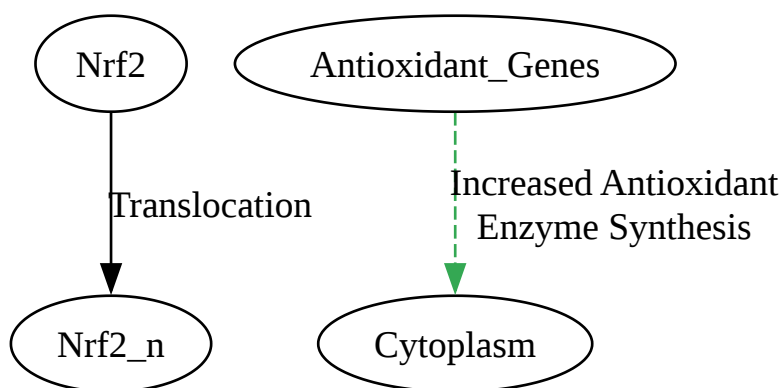 Nrf2
Antioxidant_Genes
Translocation
Increased Antioxidant
Enzyme Synthesis
Nrf2_n
Cytoplasm